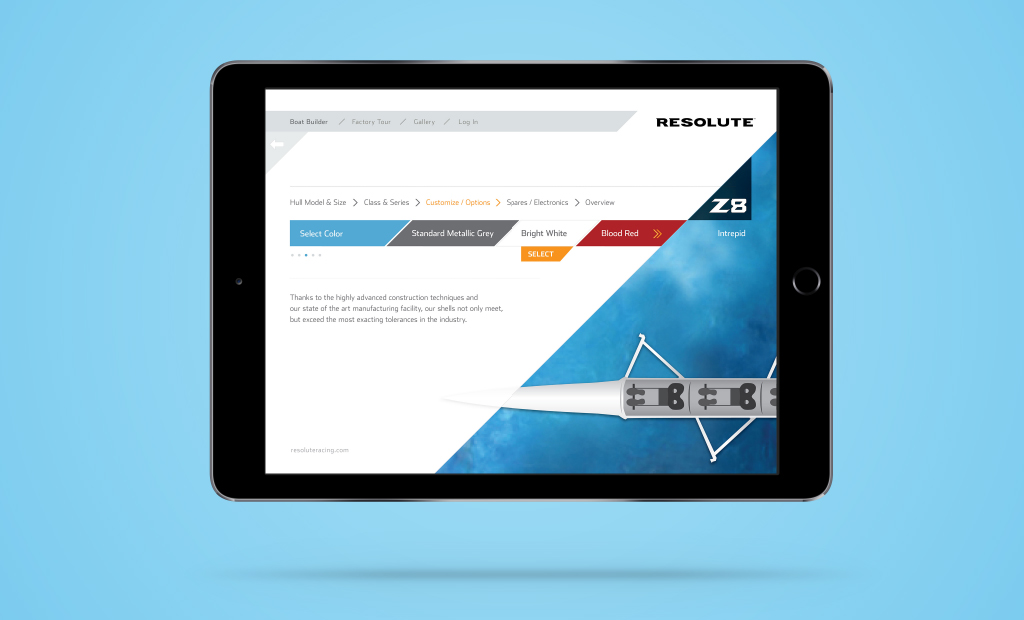 Boat Builder / Factory Tour / Gallery / Log In
RESOLUTE
Hull Model & Size > Class & Series > Customize / Options > Spares / Electronics > Overview
Z8
Select Color
Standard Metallic Grey
Bright White
Blood Red
Intrepid
SELECT
Thanks to the highly advanced construction techniques and
our state of the art manufacturing facility, our shells not only meet,
but exceed the most exacting tolerances in the industry.
resoluteracing.com